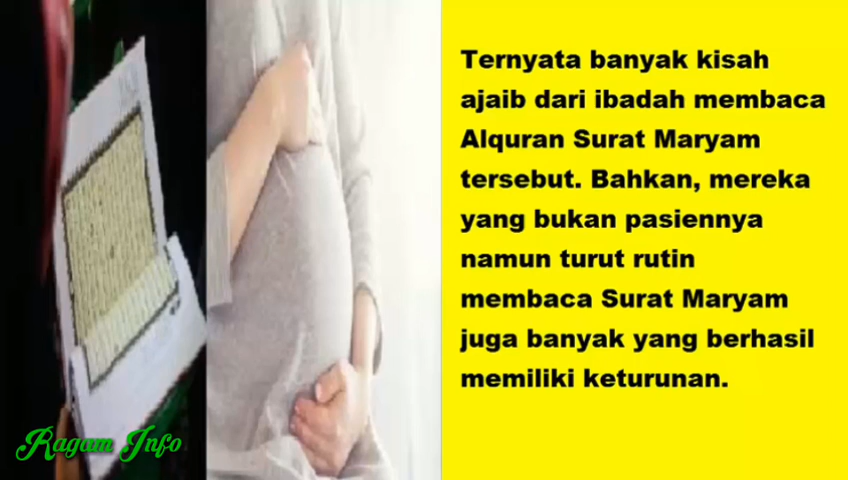 Ternyata banyak kisah
ajaib dari ibadah membaca
Alquran Surat Maryam
tersebut. Bahkan, mereka
yang bukan pasiennya
namun turut rutin
membaca Surat Maryam
juga banyak yang berhasil
memiliki keturunan.
Ragam Info